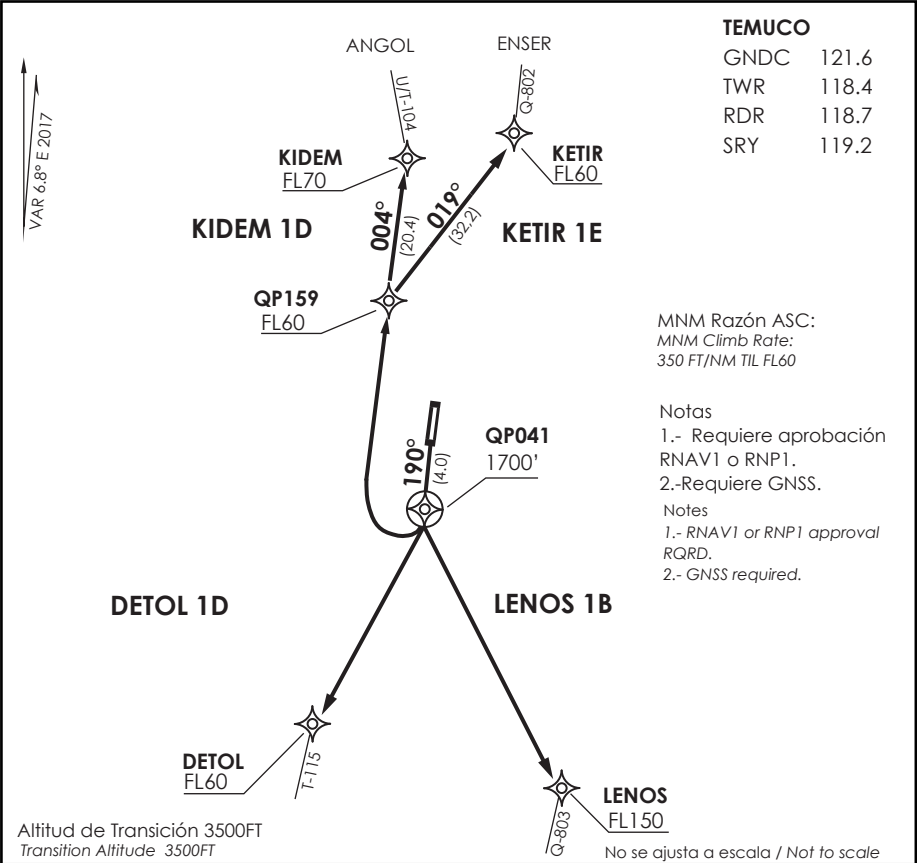 TEMUCO
GNDC 121.6
TWR 118.4
RDR 118.7
SRY 119.2
ANGOL
ENSER
U/T-104
Q-802
VAR 6.8° E 2017
KIDEM
FL70
KETIR
FL60
KIDEM 1D
004°
(20.4)
019°
(32.2)
KETIR 1E
QP159
FL60
MNM Razón ASC:
MNM Climb Rate:
350 FT/NM TIL FL60
190°
(4.0)
QP041
1700'
Notas
1.- Requiere aprobación
RNAV1 o RNP1.
2.-Requiere GNSS.
Notes
1.- RNAV1 or RNP1 approval
RQRD.
2.- GNSS required.
DETOL 1D
LENOS 1B
DETOL
FL60
T-115
LENOS
FL150
Q-803
Altitud de Transición 3500FT
Transition Altitude 3500FT
No se ajusta a escala / Not to scale